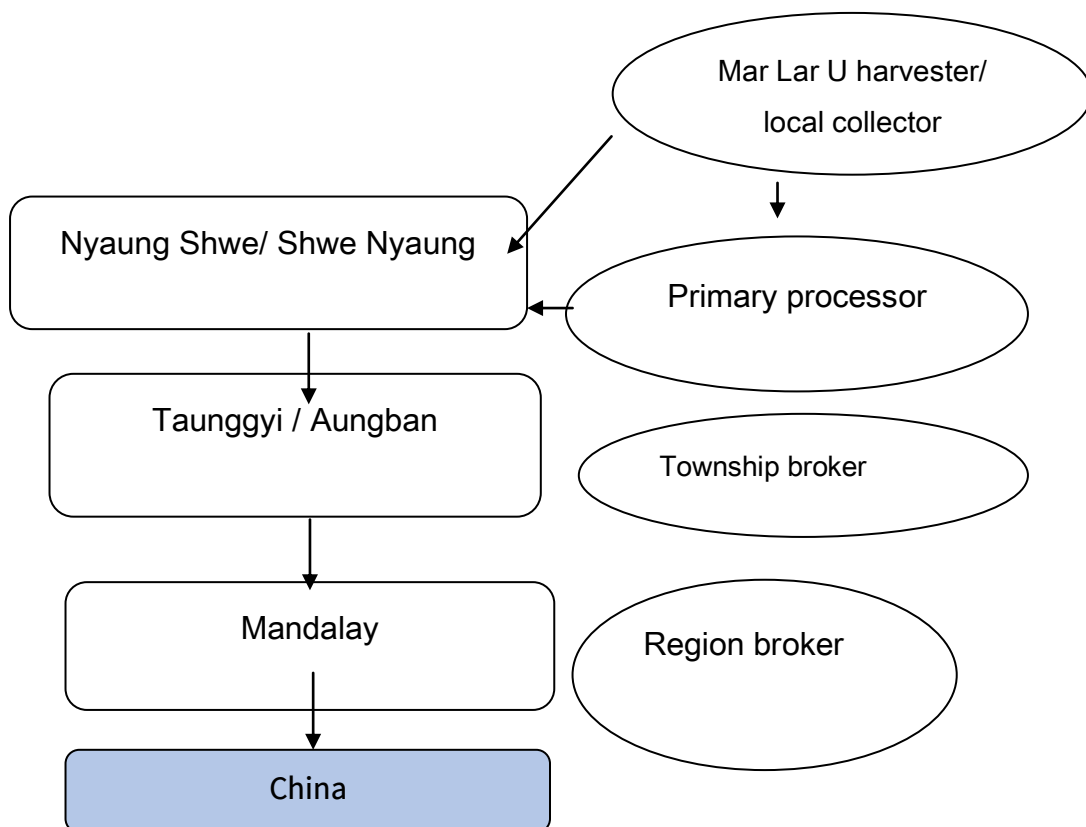 Mar Lar U harvester/
local collector
Nyaung Shwe/ Shwe Nyaung
Primary processor
Taunggyi / Aungban
Township broker
Mandalay
Region broker
China